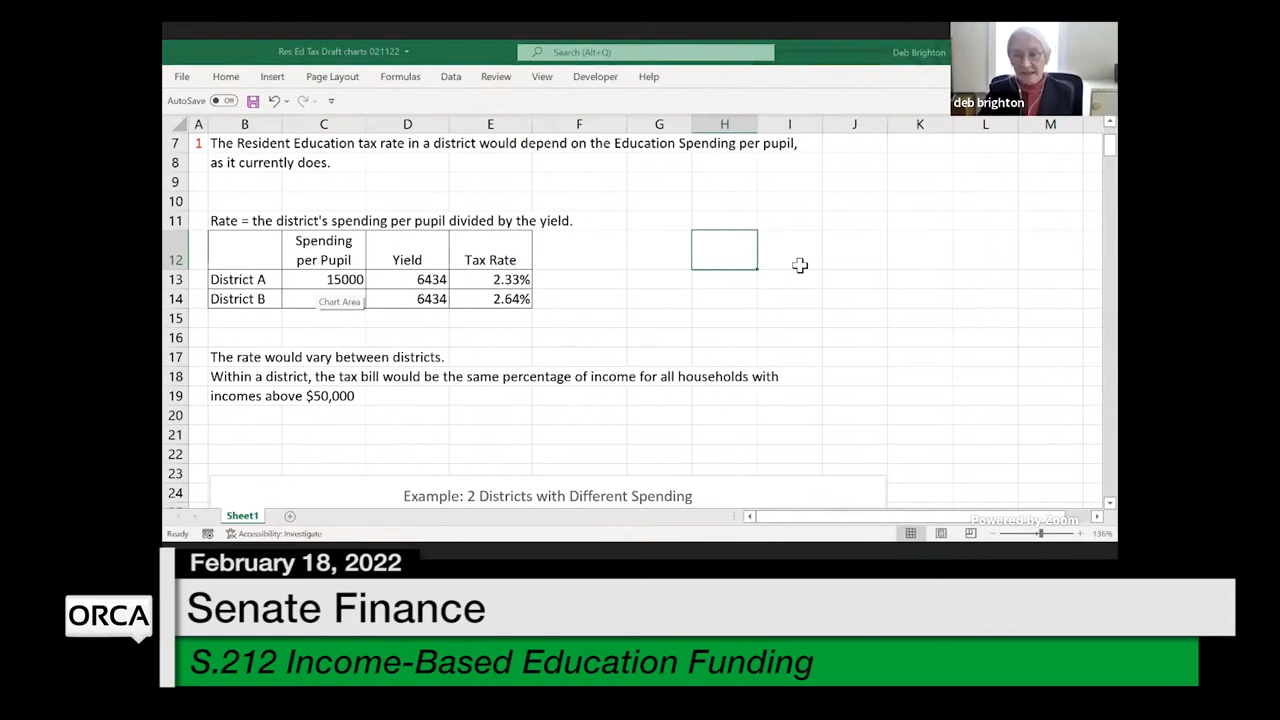 Res Ed Tax Draft charts 021122
Search (Alt+Q)
Deb Brighton
deb brighton
File Home Insert Page Layout Formulas Data Review View Developer Help
AutoSave Off
A B C D E F G H I J K L M
7 1 The Resident Education tax rate in a district would depend on the Education Spending per pupil,
8 as it currently does.
9
10
11 Rate = the district's spending per pupil divided by the yield.
Spending
12 per Pupil Yield Tax Rate
13 District A 15000 6434 2.33%
14 District B 6434 2.64%
Chart Area
15
16
17 The rate would vary between districts.
18 Within a district, the tax bill would be the same percentage of income for all households with
19 incomes above $50,000
20
21
22
23
24 Example: 2 Districts with Different Spending
Sheet1
Powered by Zoom
Ready Accessibility: Investigate 136%
February 18, 2022
ORCA
Senate Finance
S.212 Income-Based Education Funding